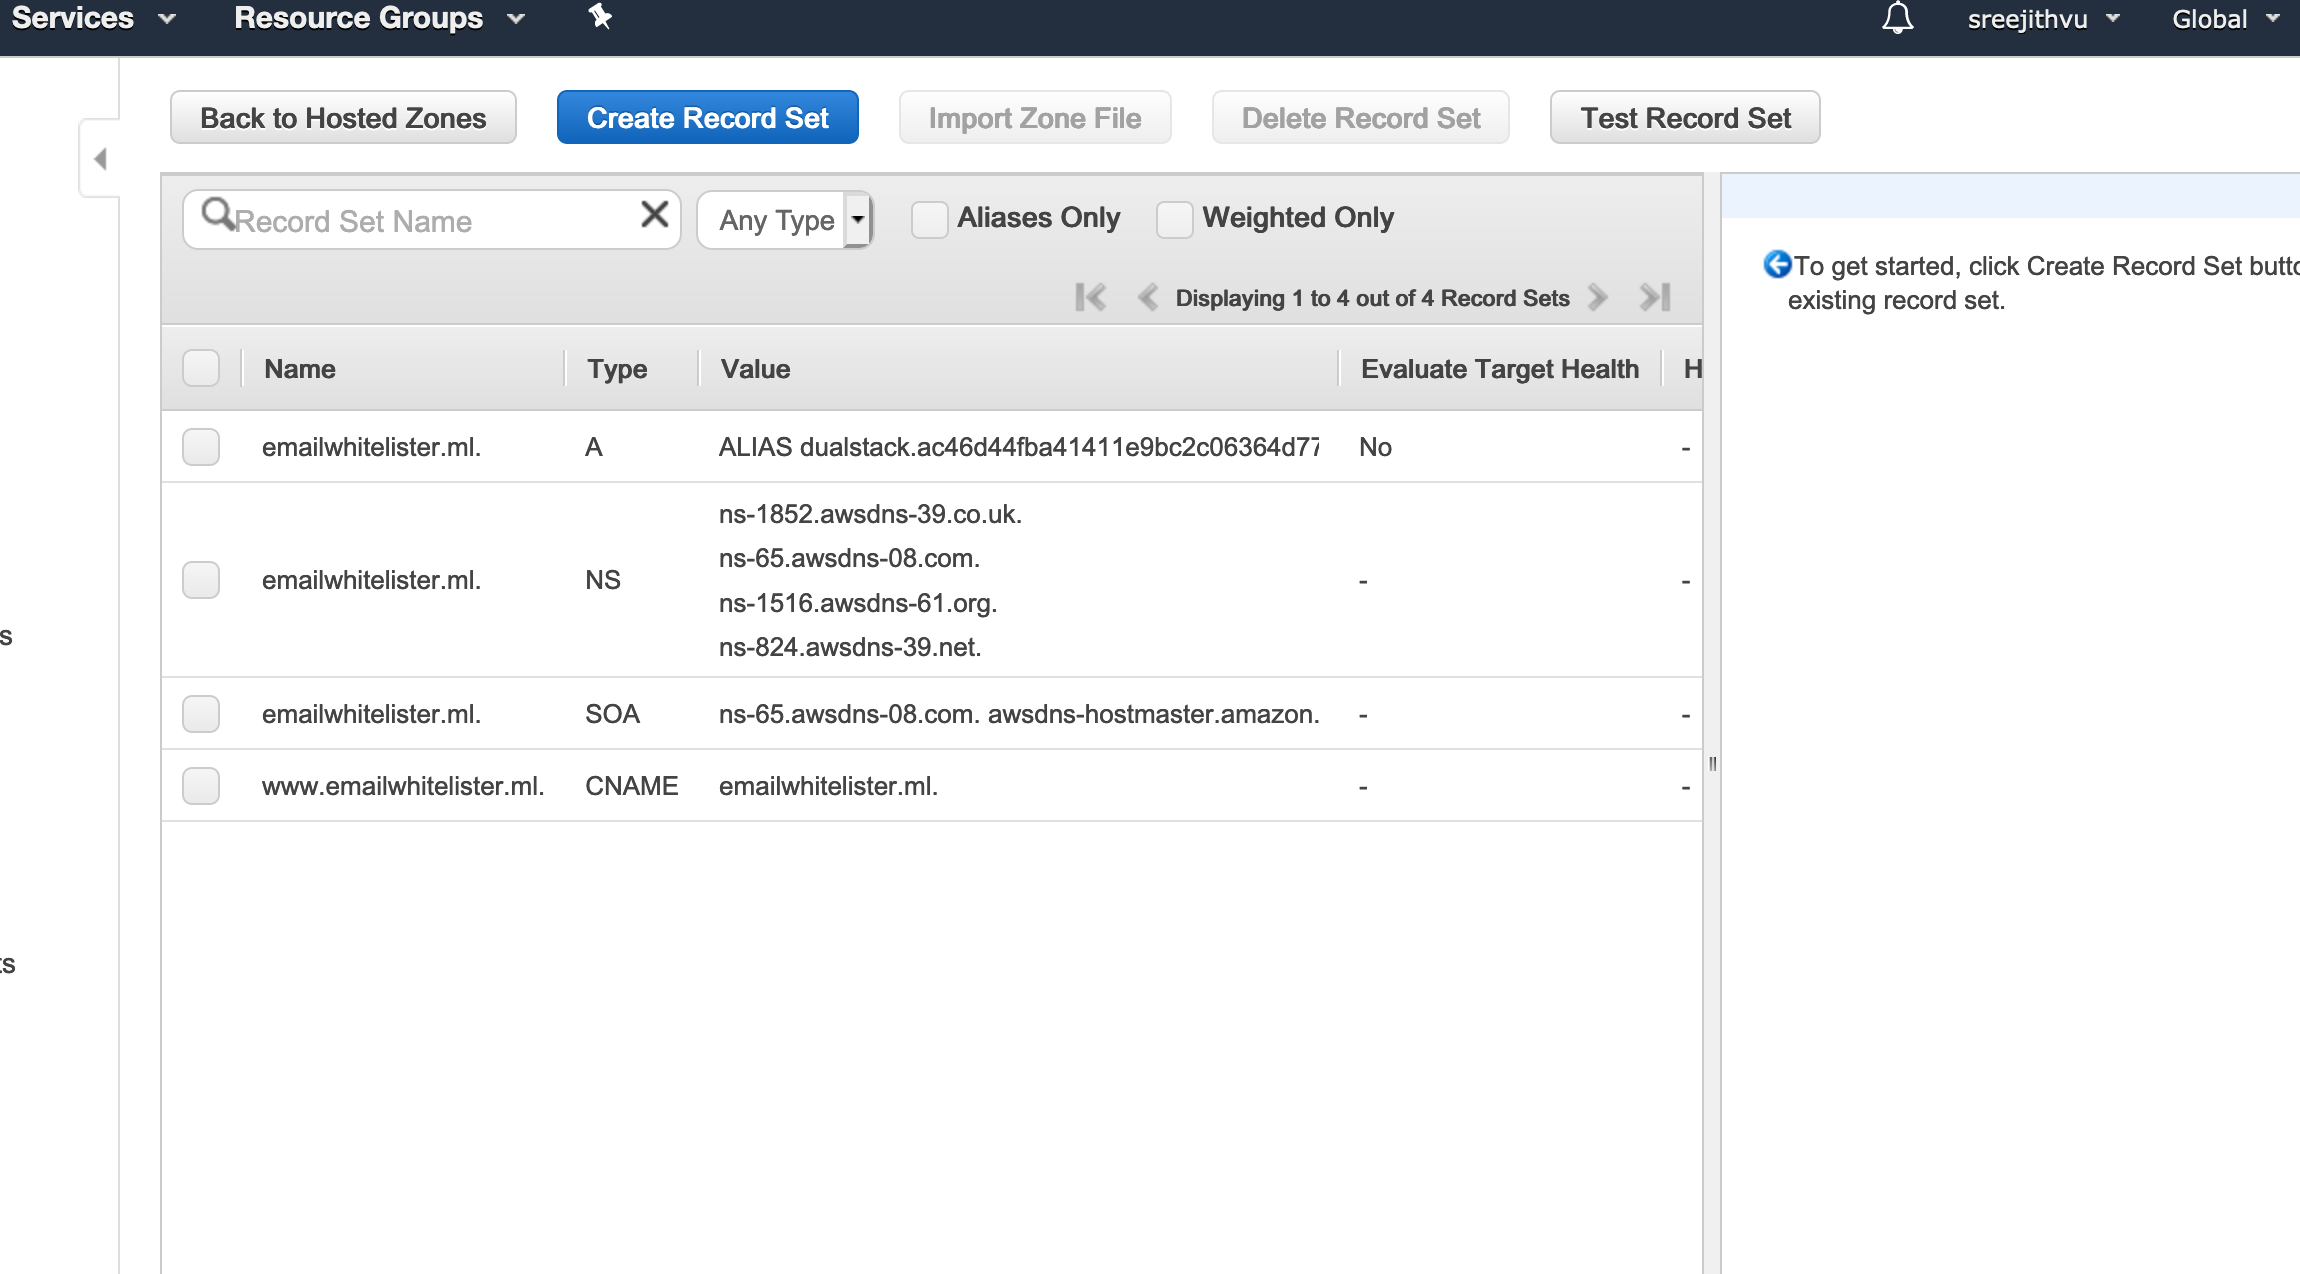 Services Resource Groups sreejithvu Global
Back to Hosted Zones Create Record Set Import Zone File Delete Record Set Test Record Set
Record Set Name Any Type Aliases Only Weighted Only
Displaying 1 to 4 out of 4 Record Sets
To get started, click Create Record Set butto
existing record set.
Name Type Value Evaluate Target Health H
emailwhitelister.ml. A ALIAS dualstack.ac46d44fba41411e9bc2c06364d77 No -
emailwhitelister.ml. NS ns-1852.awsdns-39.co.uk.
ns-65.awsdns-08.com.
ns-1516.awsdns-61.org.
ns-824.awsdns-39.net. - -
emailwhitelister.ml. SOA ns-65.awsdns-08.com. awsdns-hostmaster.amazon. - -
www.emailwhitelister.ml. CNAME emailwhitelister.ml. - -
s
ts